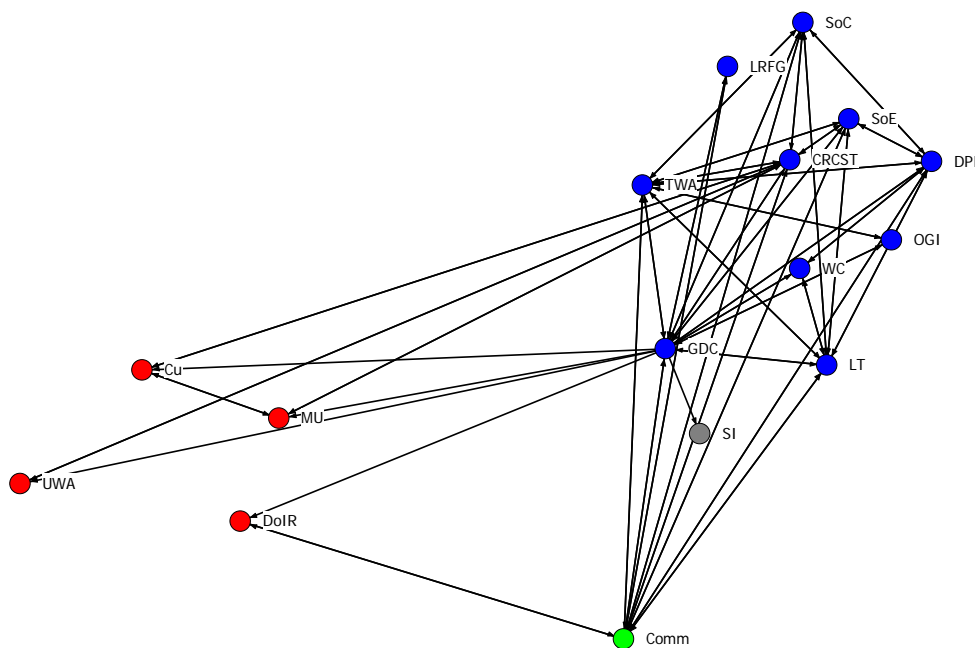 SoC
LRFG
SoE
CRCST
DPI
TWA
OGI
WC
GDC
LT
Cu
MU
SI
UWA
DoIR
Comm